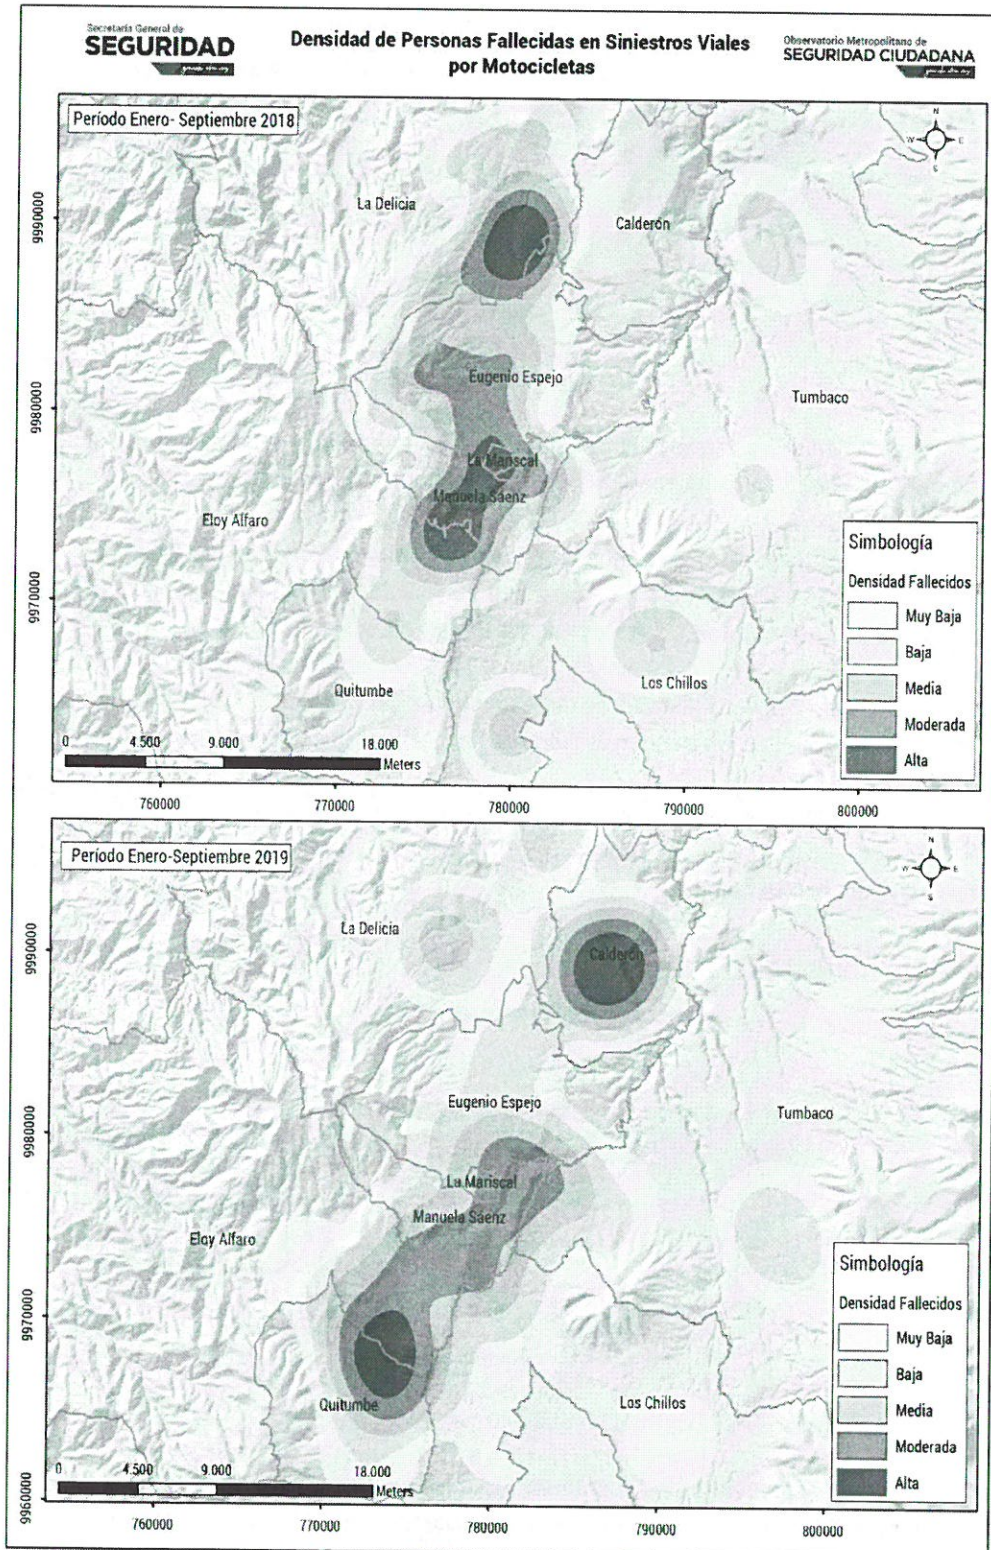 Secretaría General de
SEGURIDAD
Densidad de Personas Fallecidas en Siniestros Viales
por Motocicletas
Observatorio Metropolitano de
SEGURIDAD CIUDADANA
Período Enero- Septiembre 2018
N
W
E
S
La Delicia
Calderón
Eugenio Espejo
Tumbaco
La Mariscal
Manuela Sáenz
Eloy Alfaro
Quitumbe
Los Chillos
9990000
9980000
9970000
Simbología
Densidad Fallecidos
Muy Baja
Baja
Media
Moderada
Alta
0 4.500 9.000 18.000
Meters
760000 770000 780000 790000 800000
Período Enero-Septiembre 2019
N
W
E
S
La Delicia
Calderón
Eugenio Espejo
Tumbaco
La Mariscal
Manuela Sáenz
Eloy Alfaro
Quitumbe
Los Chillos
9990000
9980000
9970000
9960000
Simbología
Densidad Fallecidos
Muy Baja
Baja
Media
Moderada
Alta
0 4.500 9.000 18.000
Meters
760000 770000 780000 790000 800000